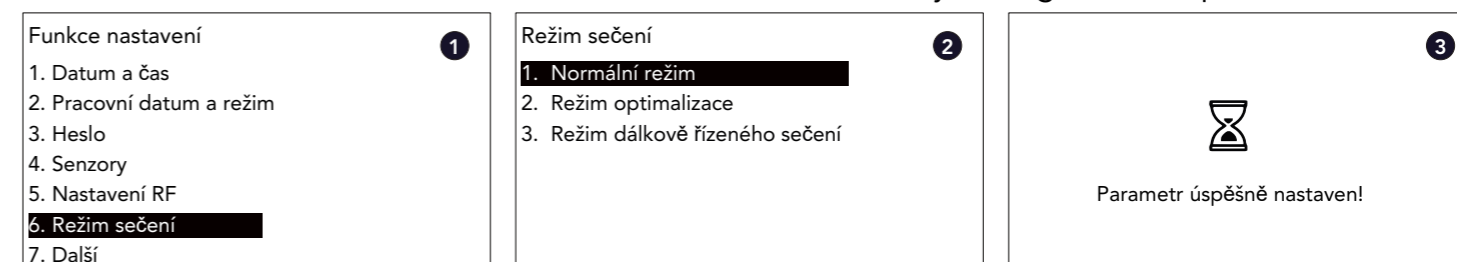 Funkce nastavení
1
1. Datum a čas
2. Pracovní datum a režim
3. Heslo
4. Senzory
5. Nastavení RF
6. Režim sečení
7. Další
Režim sečení
2
1. Normální režim
2. Režim optimalizace
3. Režim dálkově řízeného sečení
3
Parametr úspěšně nastaven!